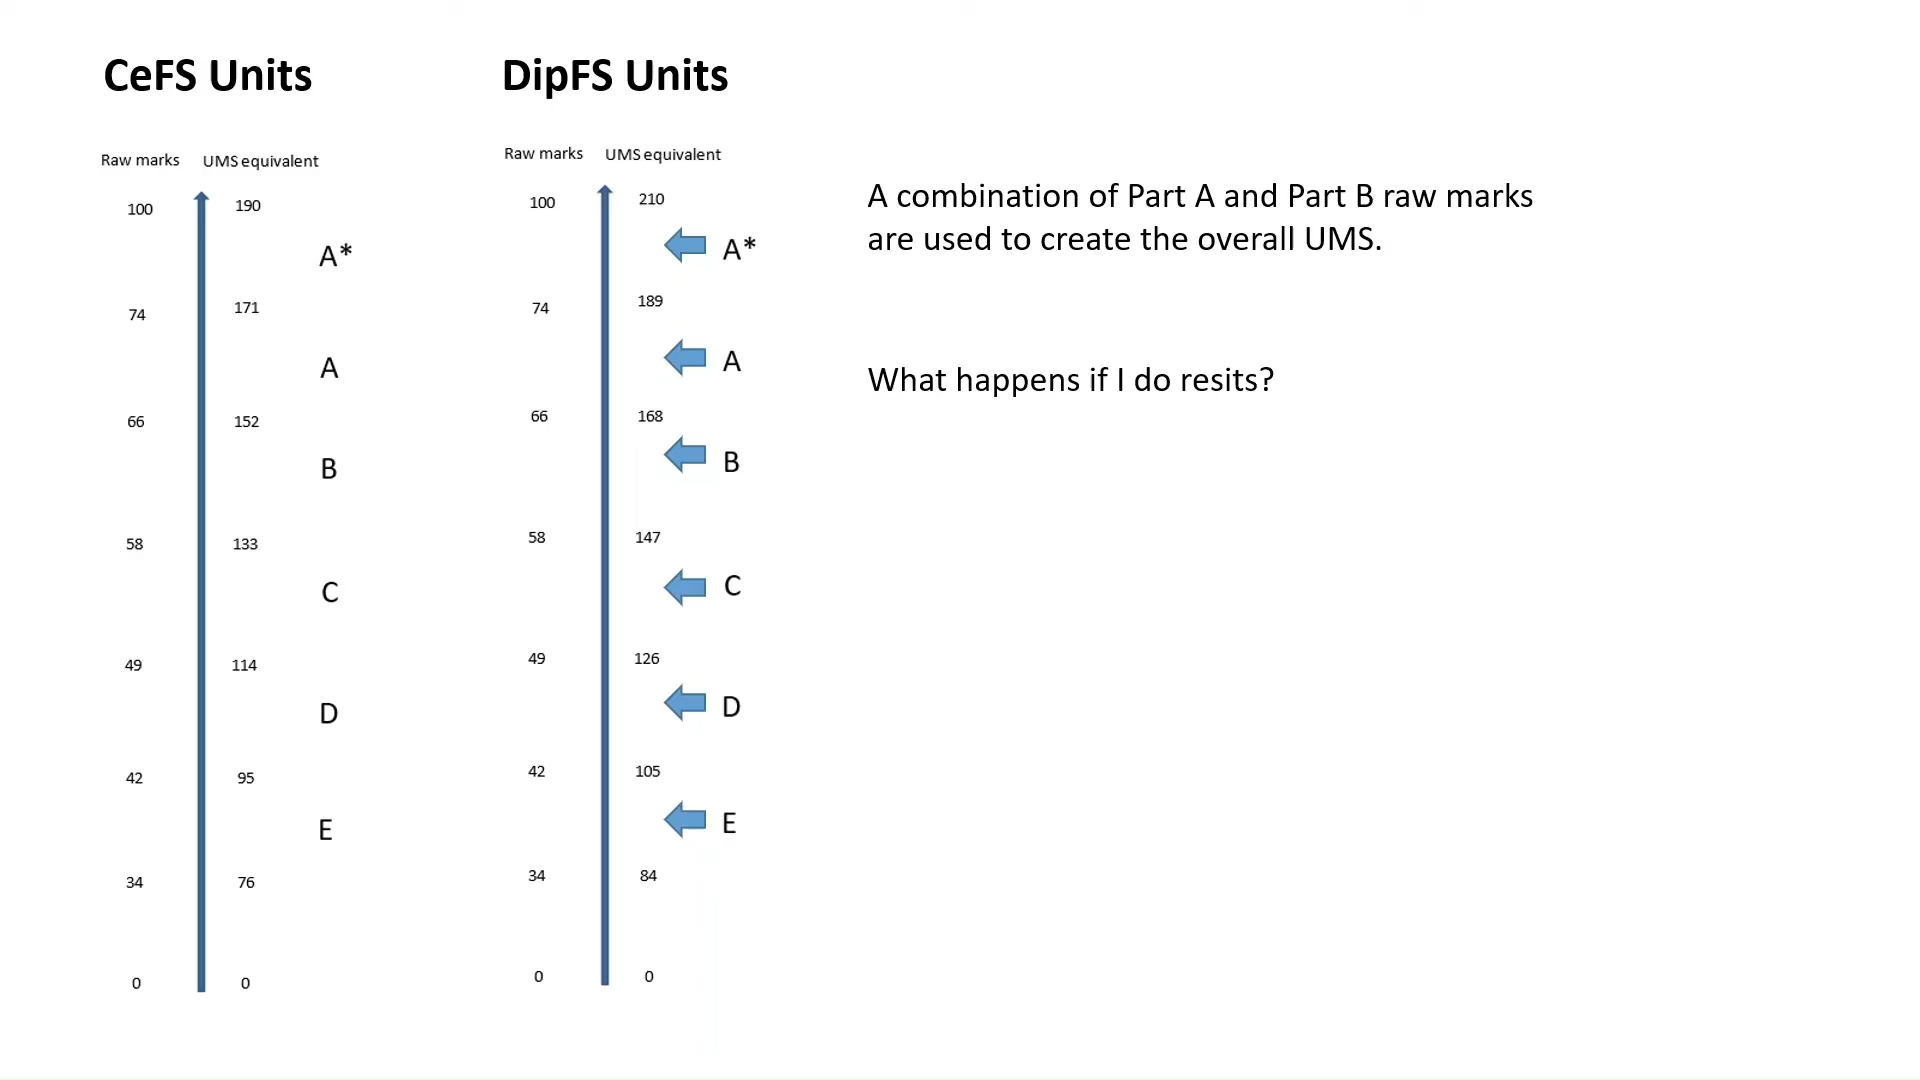 CeFS Units
Raw marks UMS equivalent
100 190
A*
74 171
A
66 152
B
58 133
C
49 114
D
42 95
E
34 76
0 0
DipFS Units
Raw marks UMS equivalent
100 210
A*
74 189
A
66 168
B
58 147
C
49 126
D
42 105
E
34 84
0 0
A combination of Part A and Part B raw marks
are used to create the overall UMS.
What happens if I do resits?